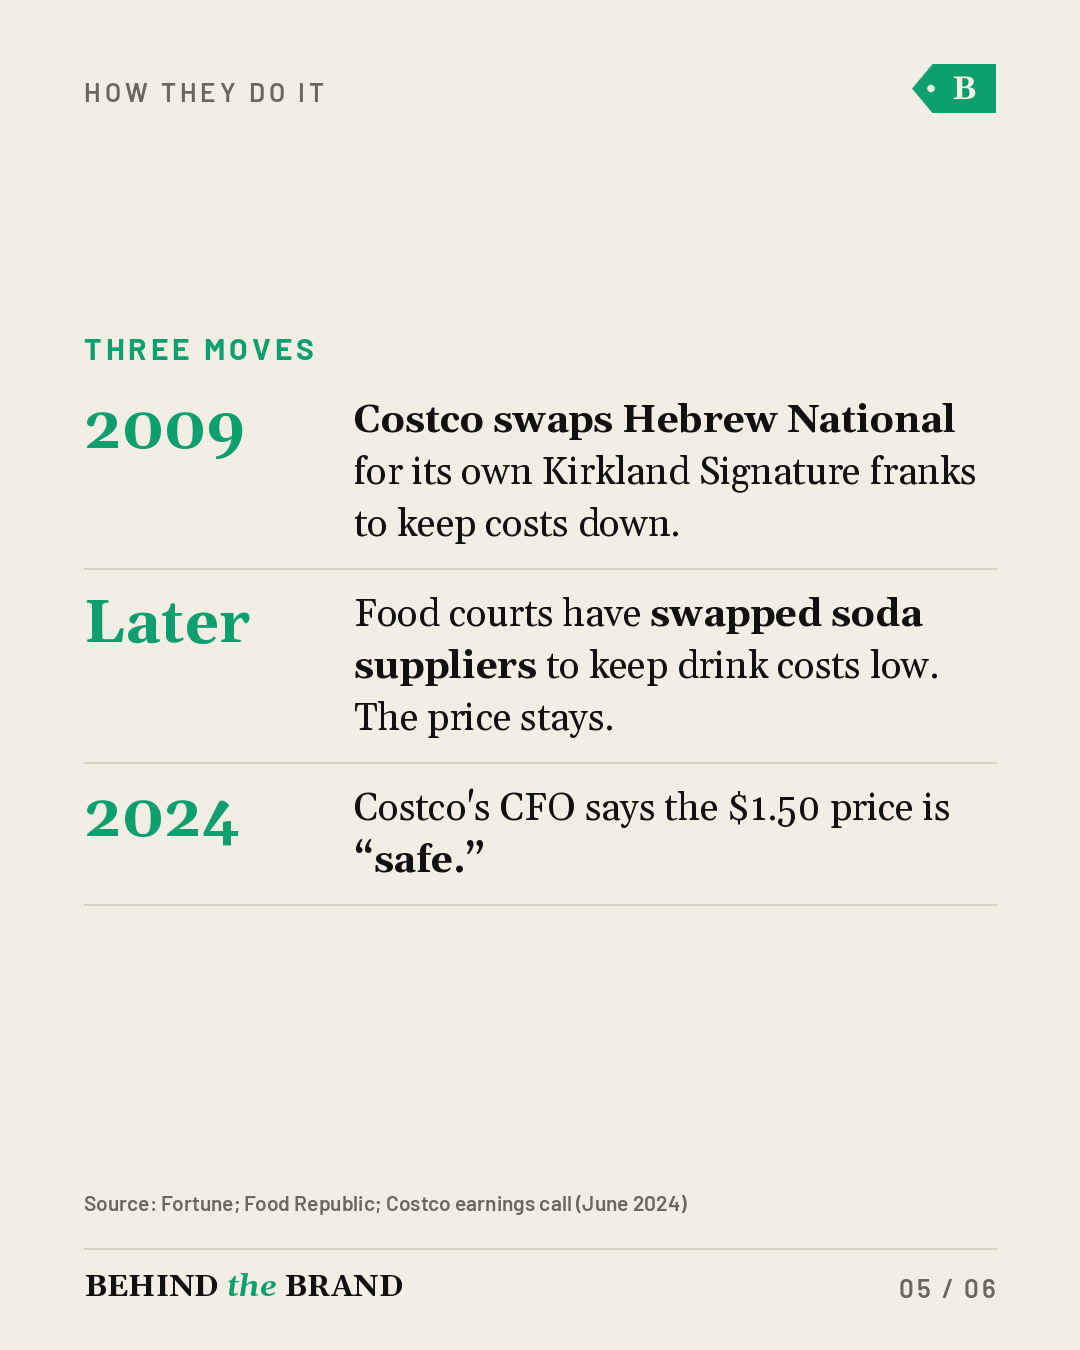 HOW THEY DO IT
B
THREE MOVES
2009
Costco swaps Hebrew National
for its own Kirkland Signature franks
to keep costs down.
Later
Food courts have swapped soda
suppliers to keep drink costs low.
The price stays.
2024
Costco's CFO says the $1.50 price is
“safe.”
Source: Fortune; Food Republic; Costco earnings call (June 2024)
BEHIND the BRAND
05 / 06